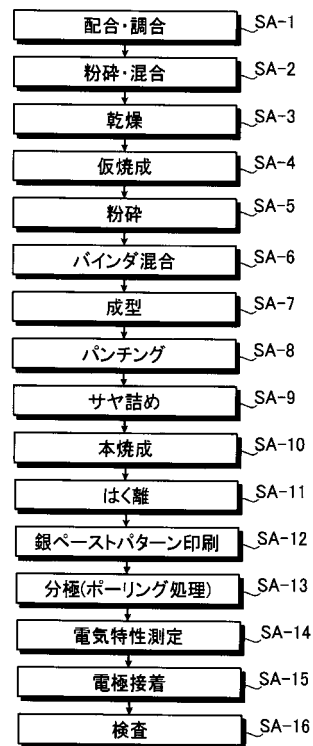 配合・調合 SA-1
粉砕・混合 SA-2
乾燥 SA-3
仮焼成 SA-4
粉砕 SA-5
バインダ混合 SA-6
成型 SA-7
パンチング SA-8
サヤ詰め SA-9
本焼成 SA-10
はく離 SA-11
銀ペーストパターン印刷 SA-12
分極(ポーリング処理) SA-13
電気特性測定 SA-14
電極接着 SA-15
検査 SA-16